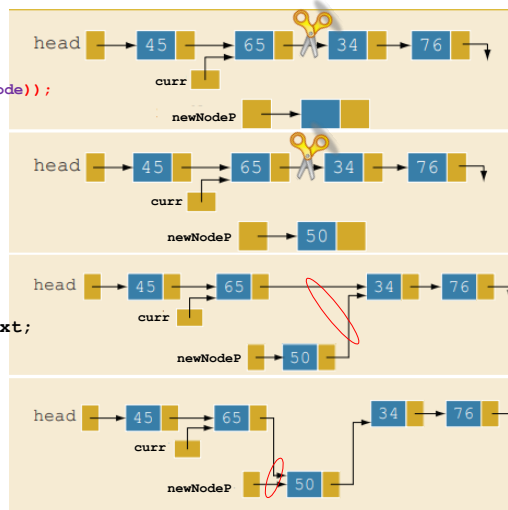 head 45 65 34 76
curr
ode));
newNodeP
head 45 65 34 76
curr
newNodeP 50
head 45 65 34 76
curr
xt;
newNodeP 50
head 45 65 34 76
curr
newNodeP 50